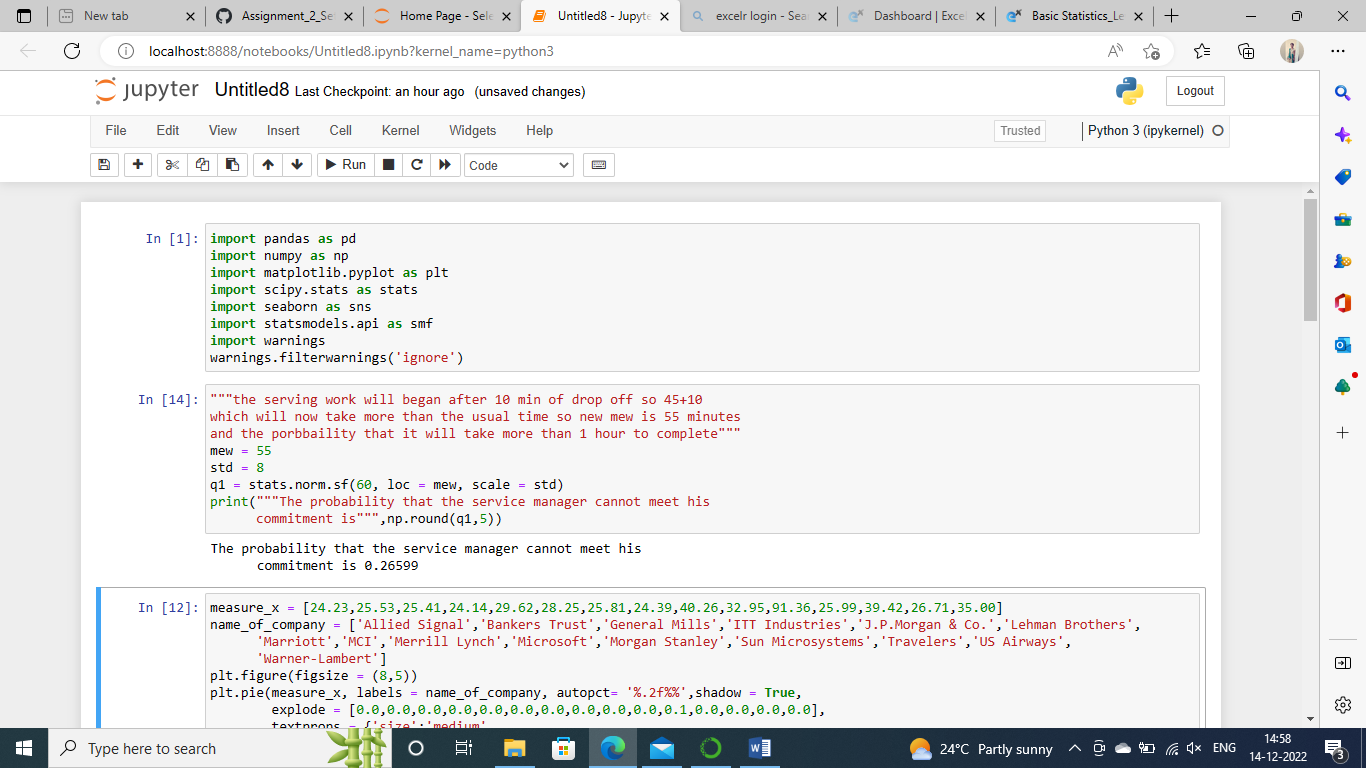 New tab
Assignment_2_Se
Home Page - Sele
Untitled8 - Jupyte
excelr login - Sear
Dashboard | Excel
Basic Statistics_Le
localhost:8888/notebooks/Untitled8.ipynb?kernel_name=python3
jupyter Untitled8 Last Checkpoint: an hour ago (unsaved changes)
Logout
File Edit View Insert Cell Kernel Widgets Help
Trusted
Python 3 (ipykernel)
Run
Code
In [1]:
import pandas as pd
import numpy as np
import matplotlib.pyplot as plt
import scipy.stats as stats
import seaborn as sns
import statsmodels.api as smf
import warnings
warnings.filterwarnings('ignore')
In [14]:
"""the serving work will began after 10 min of drop off so 45+10
which will now take more than the usual time so new mew is 55 minutes
and the porbbaility that it will take more than 1 hour to complete"""
mew = 55
std = 8
q1 = stats.norm.sf(60, loc = mew, scale = std)
print("""The probability that the service manager cannot meet his
commitment is""",np.round(q1,5))
The probability that the service manager cannot meet his
commitment is 0.26599
In [12]:
measure_x = [24.23,25.53,25.41,24.14,29.62,28.25,25.81,24.39,40.26,32.95,91.36,25.99,39.42,26.71,35.00]
name_of_company = ['Allied Signal','Bankers Trust','General Mills','ITT Industries','J.P.Morgan & Co.','Lehman Brothers',
'Marriott','MCI','Merrill Lynch','Microsoft','Morgan Stanley','Sun Microsystems','Travelers','US Airways',
'Warner-Lambert']
plt.figure(figsize = (8,5))
plt.pie(measure_x, labels = name_of_company, autopct= '%.2f%%',shadow = True,
explode = [0.0,0.0,0.0,0.0,0.0,0.0,0.0,0.0,0.0,0.0,0.1,0.0,0.0,0.0,0.0],
textprops = {'size':'medium',
Type here to search
24°C Partly sunny
ENG
14:58
14-12-2022
3